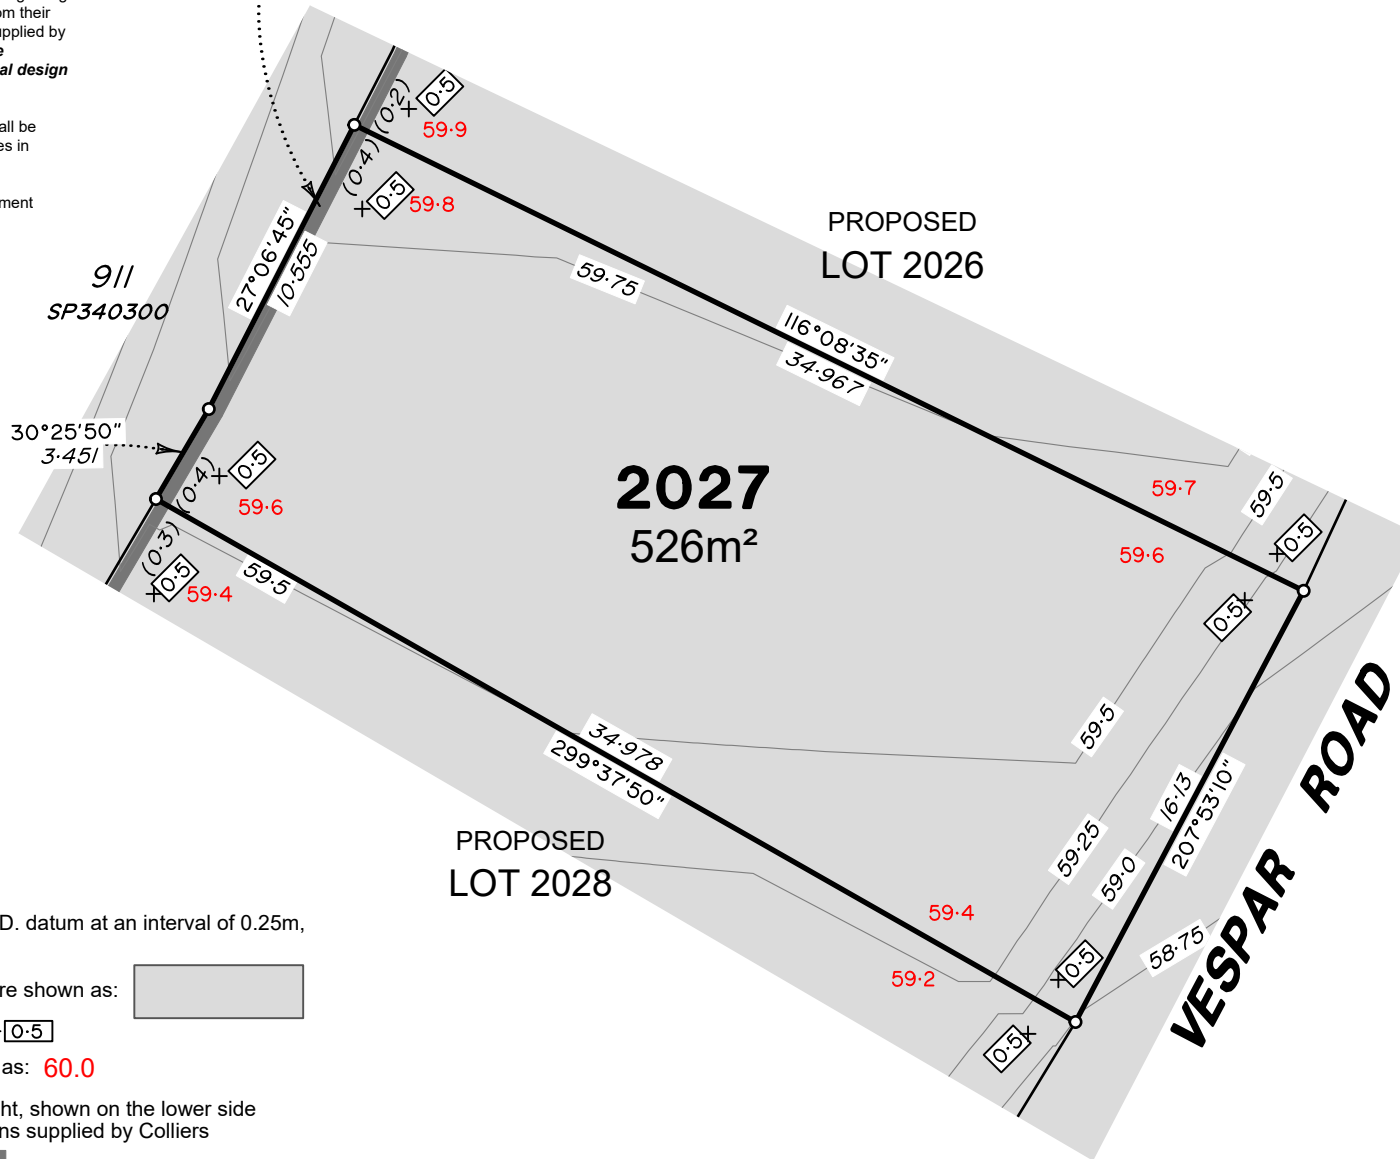 om their
upplied by
e
al design
all be
es in
ment
(0·2)
0·5
59·9
(0·4)
0·5
59·8
27°06'45"
10·555
911
SP340300
PROPOSED
LOT 2026
59·75
116°08'35"
34·967
30°25'50"
3·451
(0·4)
0·5
59·6
2027
526m²
59·7
59·5
59·6
0·5
0·5
(0·3)
0·5
59·4
59·5
34·978
299°37'50"
59·5
16·13
207°53'10"
VESPAR ROAD
59·25
59·0
58·75
PROPOSED
LOT 2028
59·4
59·2
0·5
0·5
D. datum at an interval of 0.25m,
re shown as:
0·5
as: 60.0
ht, shown on the lower side
ns supplied by Colliers